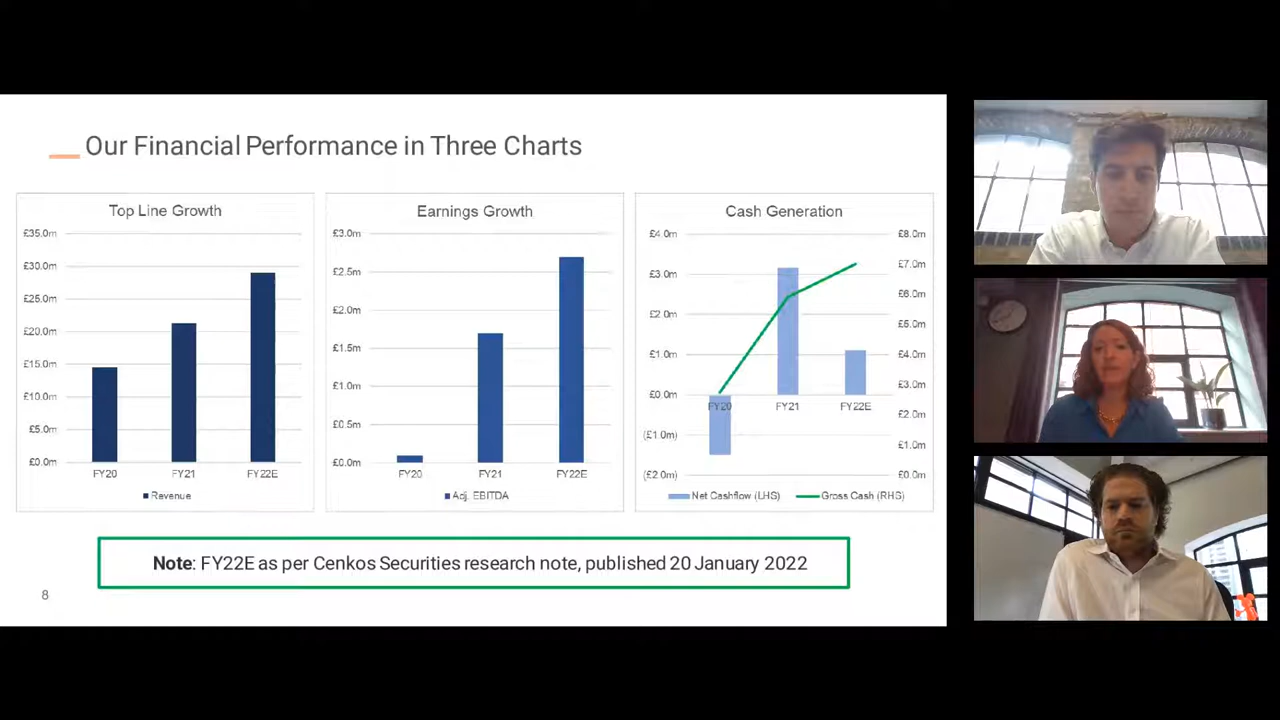 Our Financial Performance in Three Charts
Top Line Growth
£35.0m
£30.0m
£25.0m
£20.0m
£15.0m
£10.0m
£5.0m
£0.0m
FY20 FY21 FY22E
Revenue
Earnings Growth
£3.0m
£2.5m
£2.0m
£1.5m
£1.0m
£0.5m
£0.0m
FY20 FY21 FY22E
Adj. EBITDA
Cash Generation
£4.0m
£3.0m
£2.0m
£1.0m
£0.0m
(£1.0m)
(£2.0m)
FY20 FY21 FY22E
£8.0m
£7.0m
£6.0m
£5.0m
£4.0m
£3.0m
£2.0m
£1.0m
£0.0m
Net Cashflow (LHS) Gross Cash (RHS)
Note: FY22E as per Cenkos Securities research note, published 20 January 2022
8